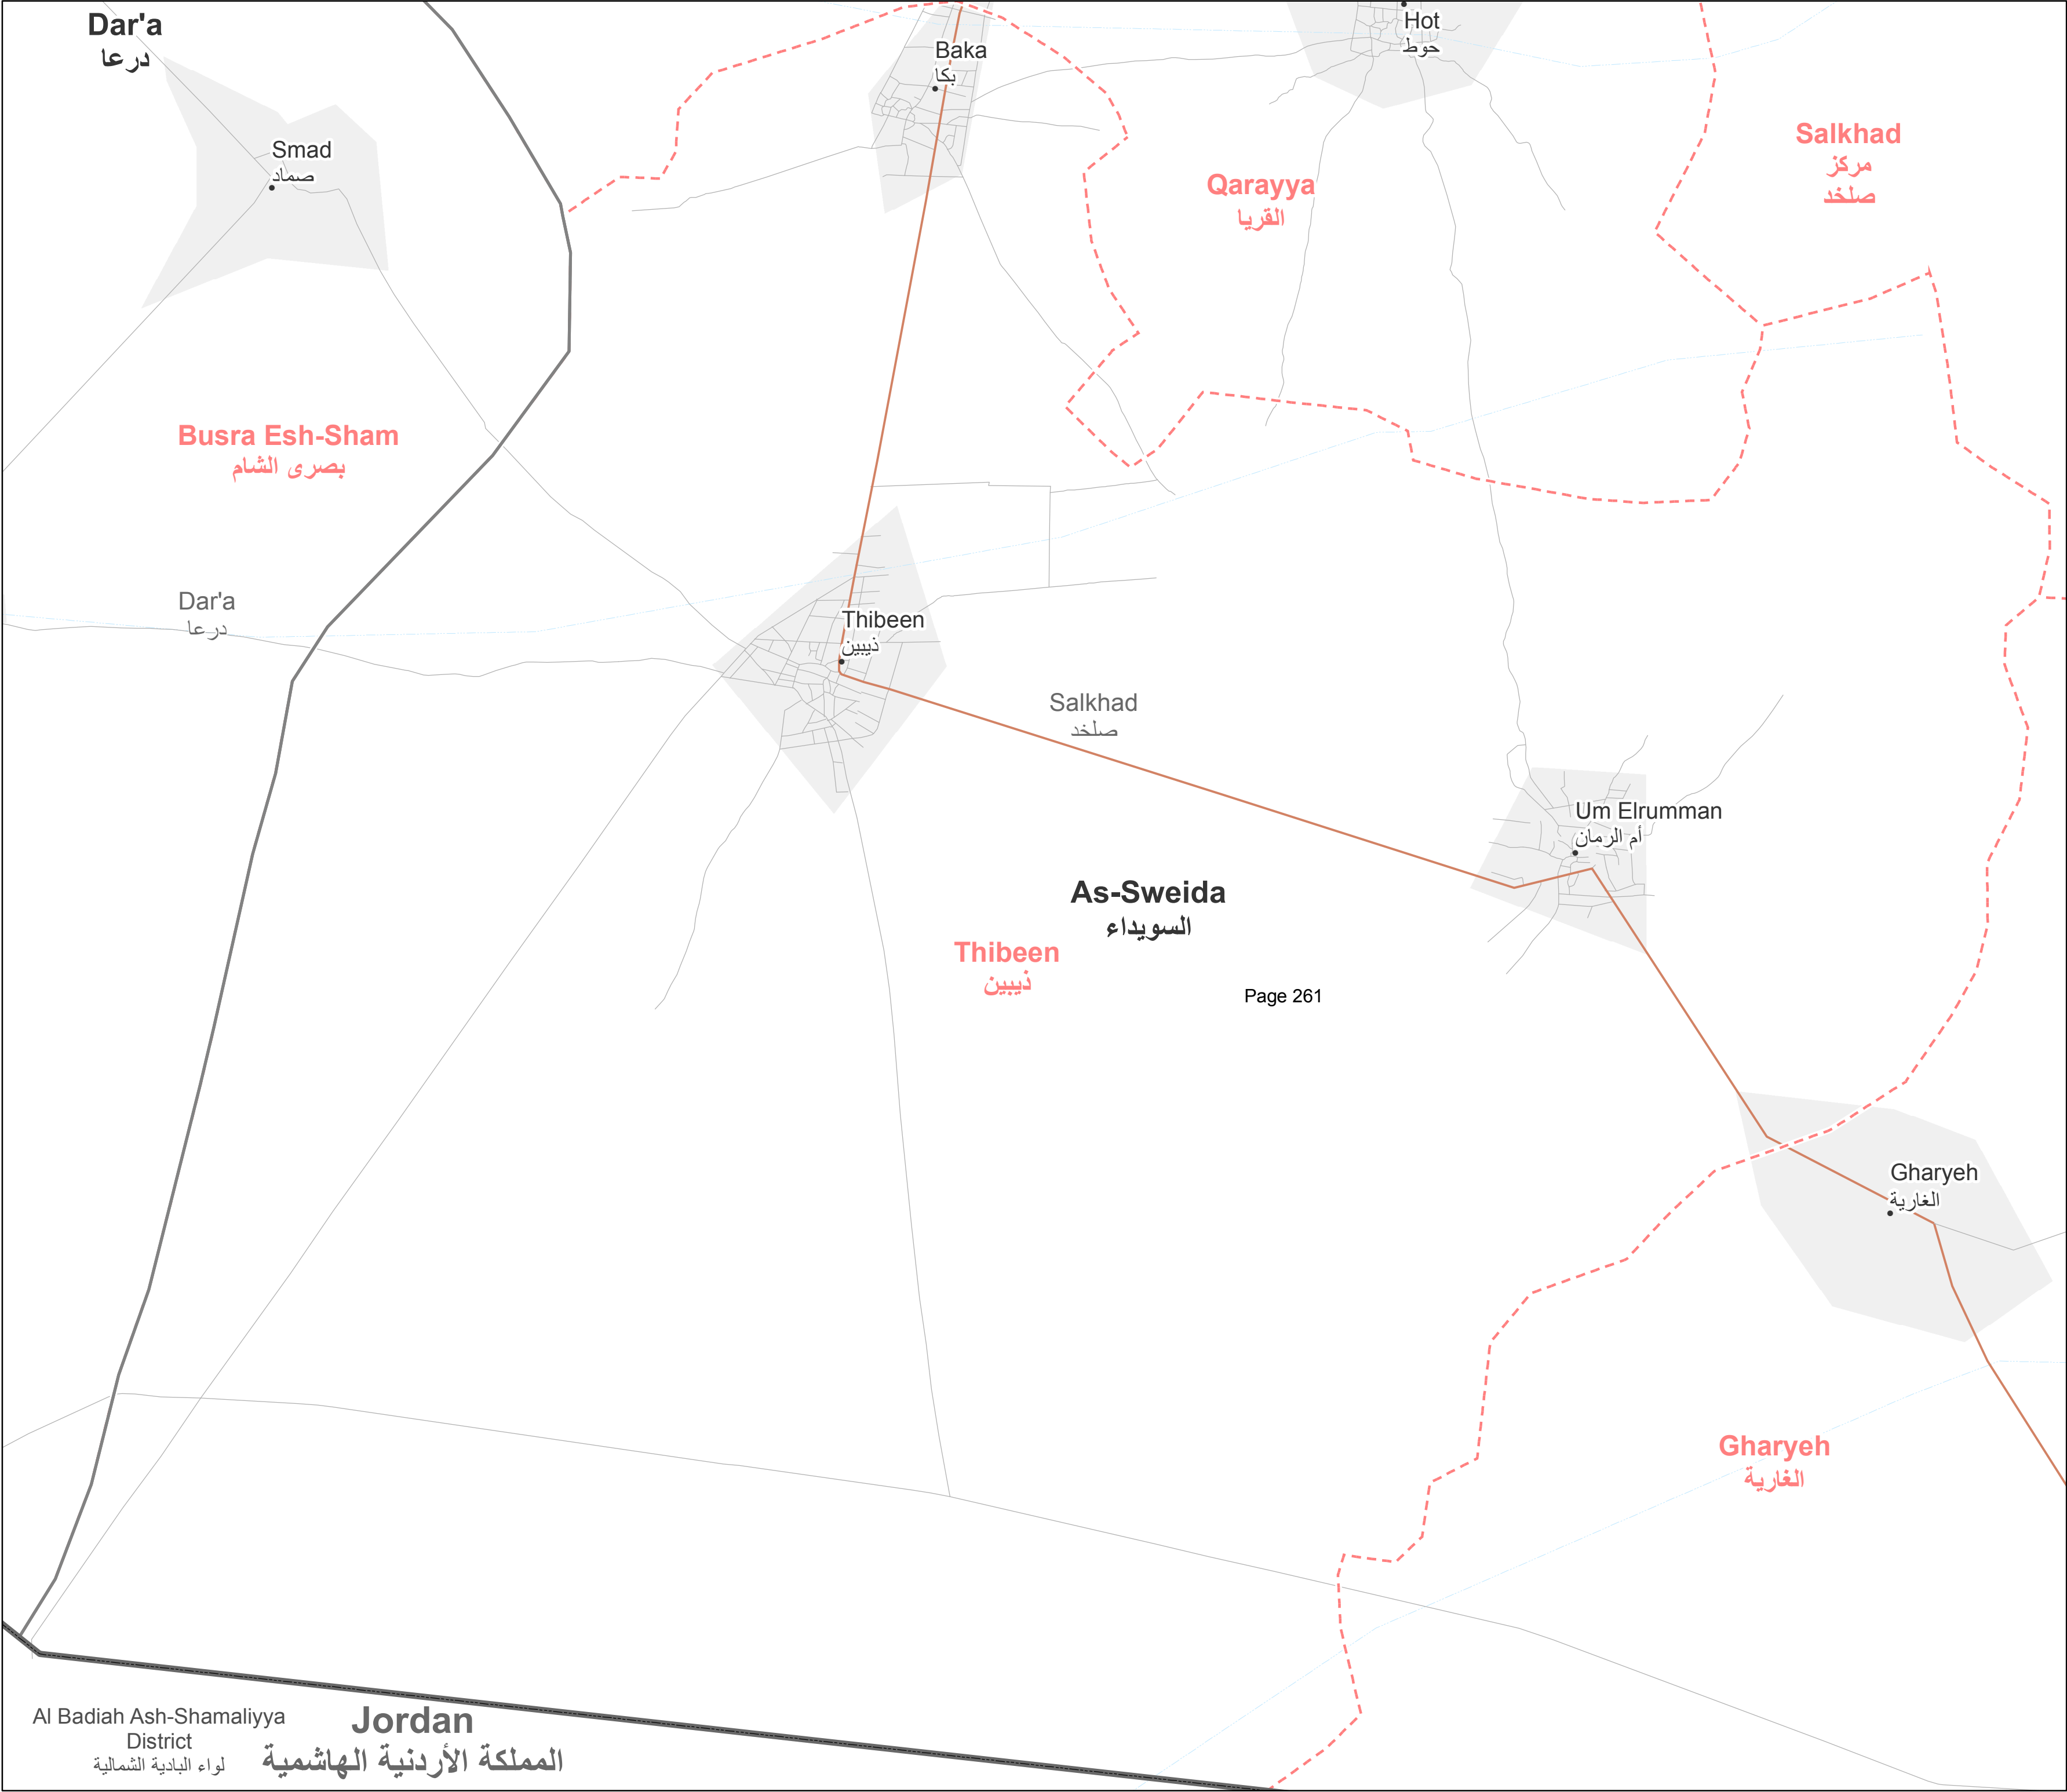 Dar'a
درعا
Hot
حوط
Baka
بكا
Smad
صماد
Salkhad
مركز
صلخد
Qarayya
القريا
Busra Esh-Sham
بصرى الشام
Dar'a
درعا
Thibeen
ذيبين
Salkhad
صلخد
Um Elrumman
أم الرمان
As-Sweida
السويداء
Thibeen
ذيبين
Page 261
Gharyeh
الغارية
Gharyeh
الغارية
Al Badiah Ash-Shamaliyya
District
لواء البادية الشمالية
Jordan
المملكة الأردنية الهاشمية